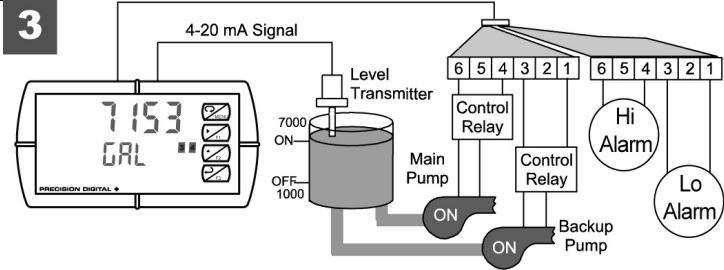 3
4-20 mA Signal
7153
GAL
MENU
F1
F2
F3
PRECISION DIGITAL
Level
Transmitter
7000
ON
OFF
1000
6 5 4 3 2 1
6 5 4 3 2 1
Control
Relay
Control
Relay
Hi
Alarm
Lo
Alarm
Main
Pump
ON
Backup
Pump
ON